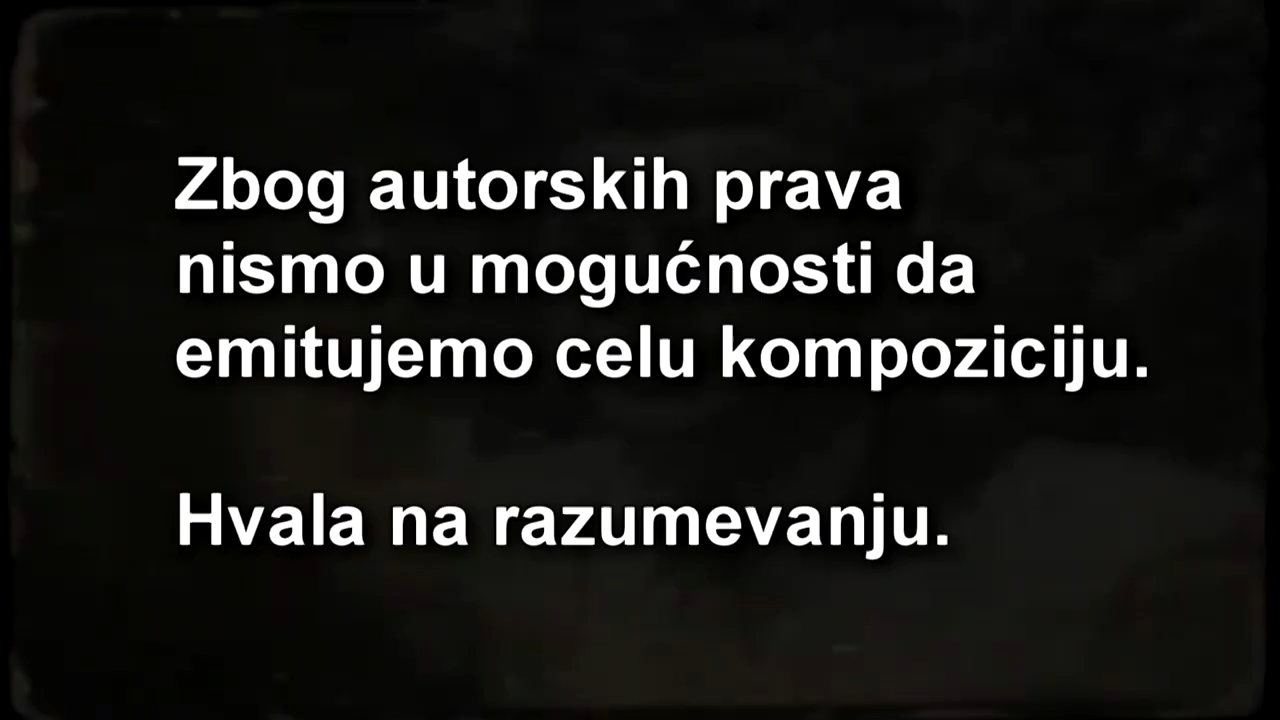 Zbog autorskih prava
nismo u mogućnosti da
emitujemo celu kompoziciju.
Hvala na razumevanju.